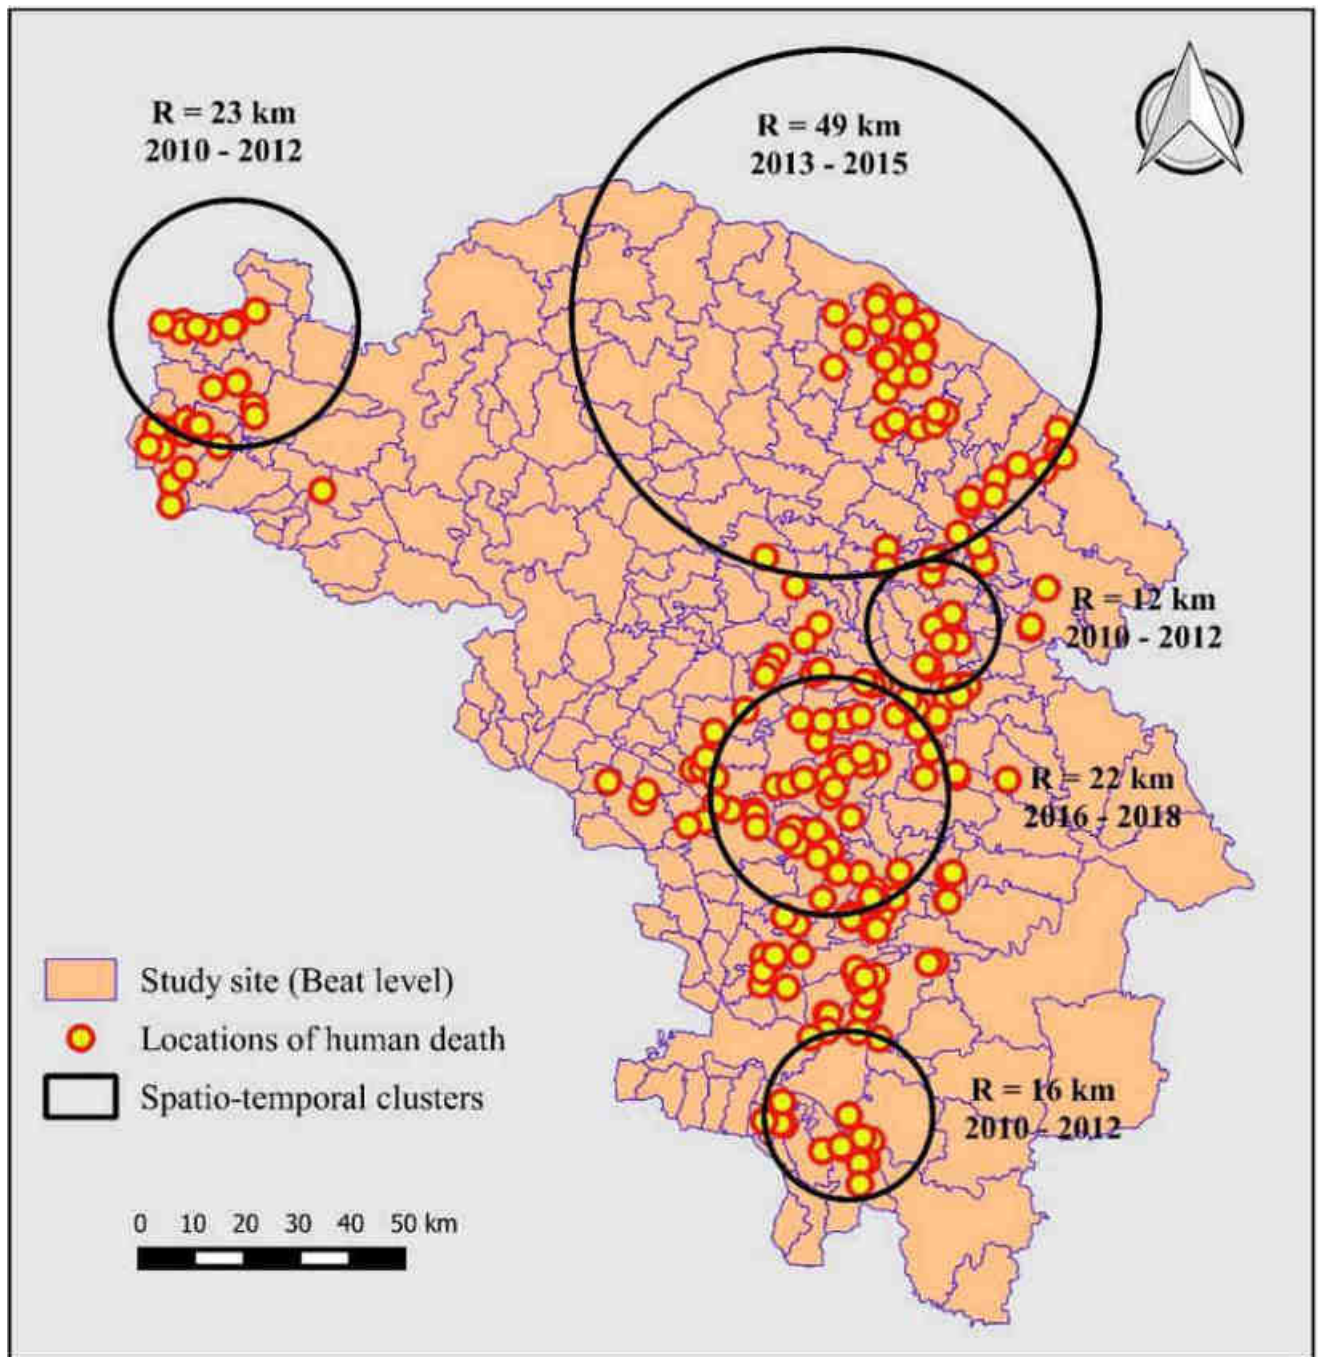 R = 23 km
2010 - 2012
R = 49 km
2013 - 2015
R = 12 km
2010 - 2012
R = 22 km
2016 - 2018
Study site (Beat level)
Locations of human death
Spatio-temporal clusters
R = 16 km
2010 - 2012
0 10 20 30 40 50 km